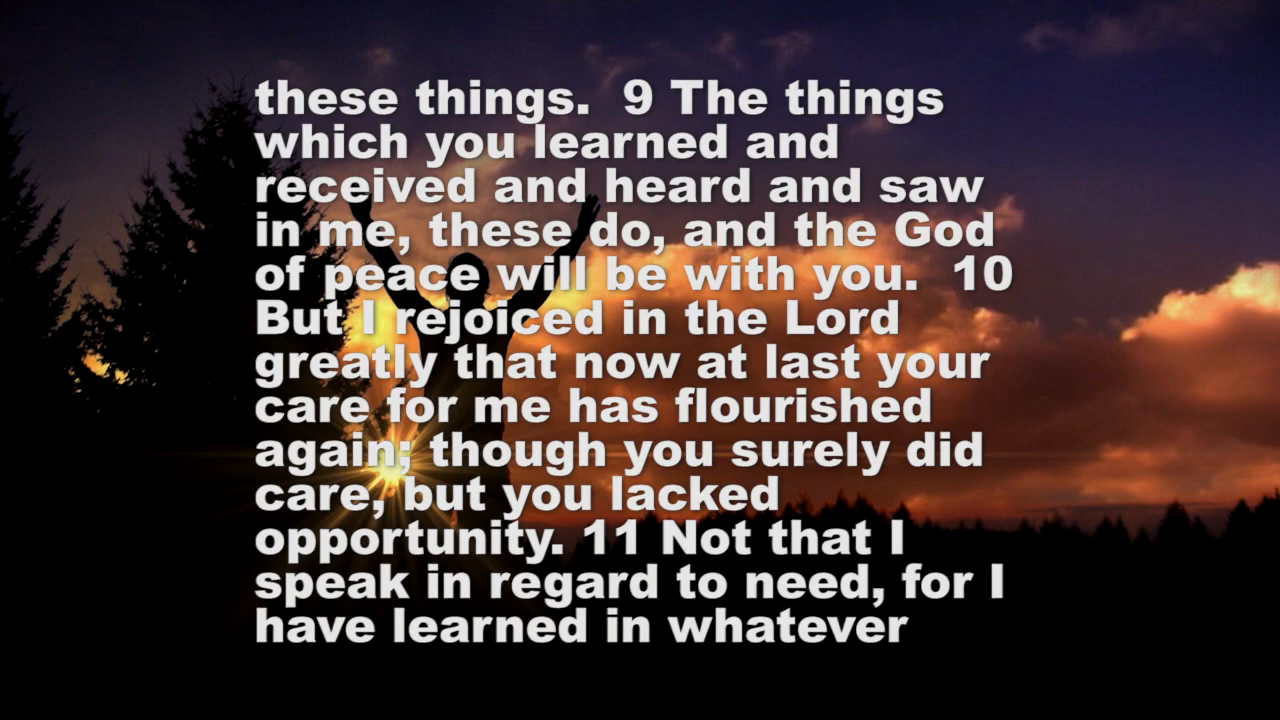 these things.  9 The things
which you learned and
received and heard and saw
in me, these do, and the God
of peace will be with you.  10
But I rejoiced in the Lord
greatly that now at last your
care for me has flourished
again; though you surely did
care, but you lacked
opportunity. 11 Not that I
speak in regard to need, for I
have learned in whatever